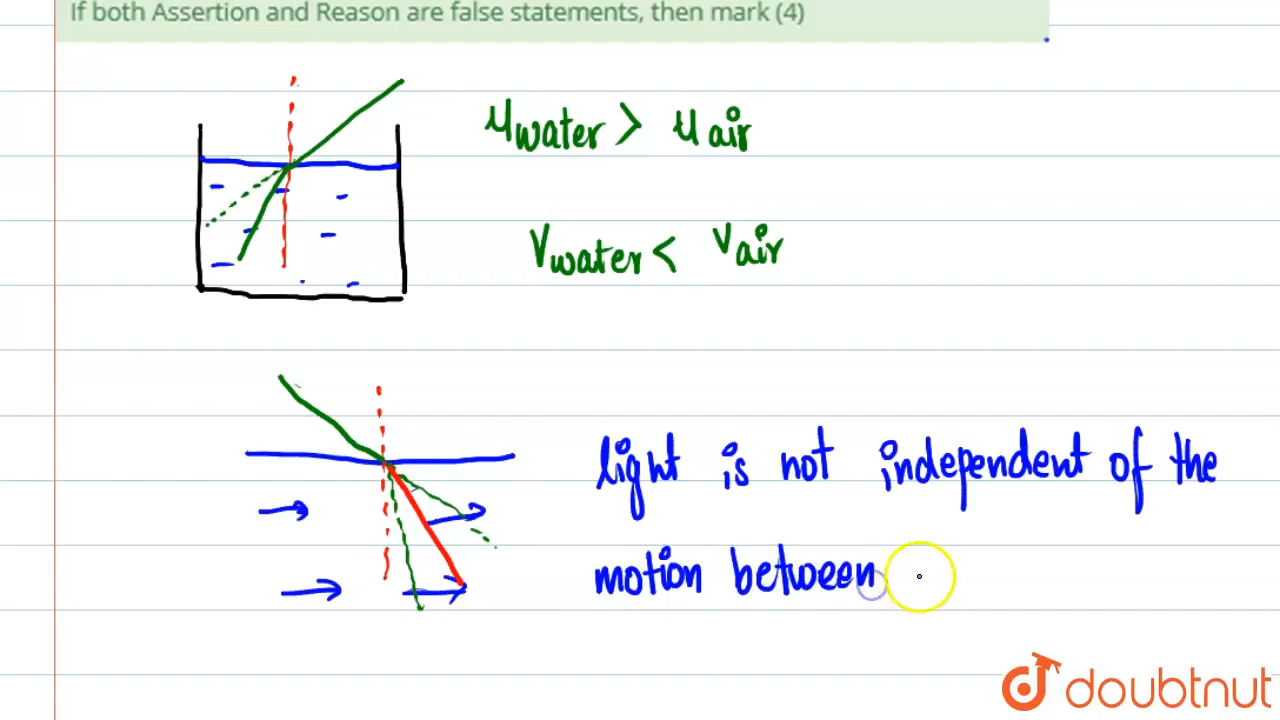 If both Assertion and Reason are false statements, then mark (4)
μwater > μair
Vwater < Vair
light is not independent of the
motion between
doubtnut